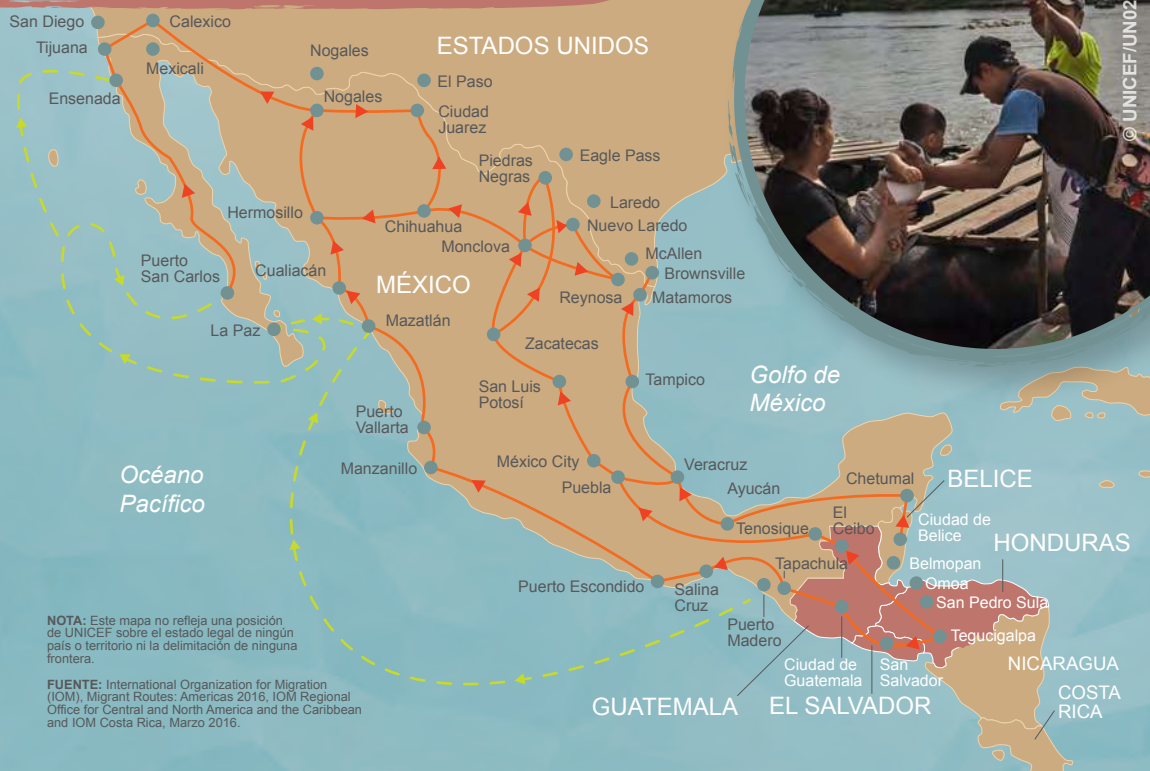 © UNICEF/UN02
San Diego
Calexico
Tijuana
Mexicali
Ensenada
Nogales
ESTADOS UNIDOS
El Paso
Nogales
Ciudad
Juarez
Piedras
Negras
Eagle Pass
Laredo
Hermosillo
Chihuahua
Nuevo Laredo
Monclova
McAllen
Brownsville
Puerto
San Carlos
Cualiacán
MÉXICO
Reynosa
Matamoros
La Paz
Mazatlán
Zacatecas
San Luis
Potosí
Tampico
Golfo de
México
Puerto
Vallarta
Manzanillo
México City
Puebla
Veracruz
Ayucán
Chetumal
BELICE
Océano
Pacífico
Tenosique
El
Ceibo
Ciudad de
Belice
HONDURAS
Tapachula
Belmopan
Omoa
San Pedro Sula
Puerto Escondido
Salina
Cruz
Puerto
Madero
Tegucigalpa
Ciudad de
Guatemala
San
Salvador
NICARAGUA
GUATEMALA
EL SALVADOR
COSTA
RICA
NOTA: Este mapa no refleja una posición
de UNICEF sobre el estado legal de ningún
país o territorio ni la delimitación de ninguna
frontera.
FUENTE: International Organization for Migration
(IOM), Migrant Routes: Americas 2016, IOM Regional
Office for Central and North America and the Caribbean
and IOM Costa Rica, Marzo 2016.